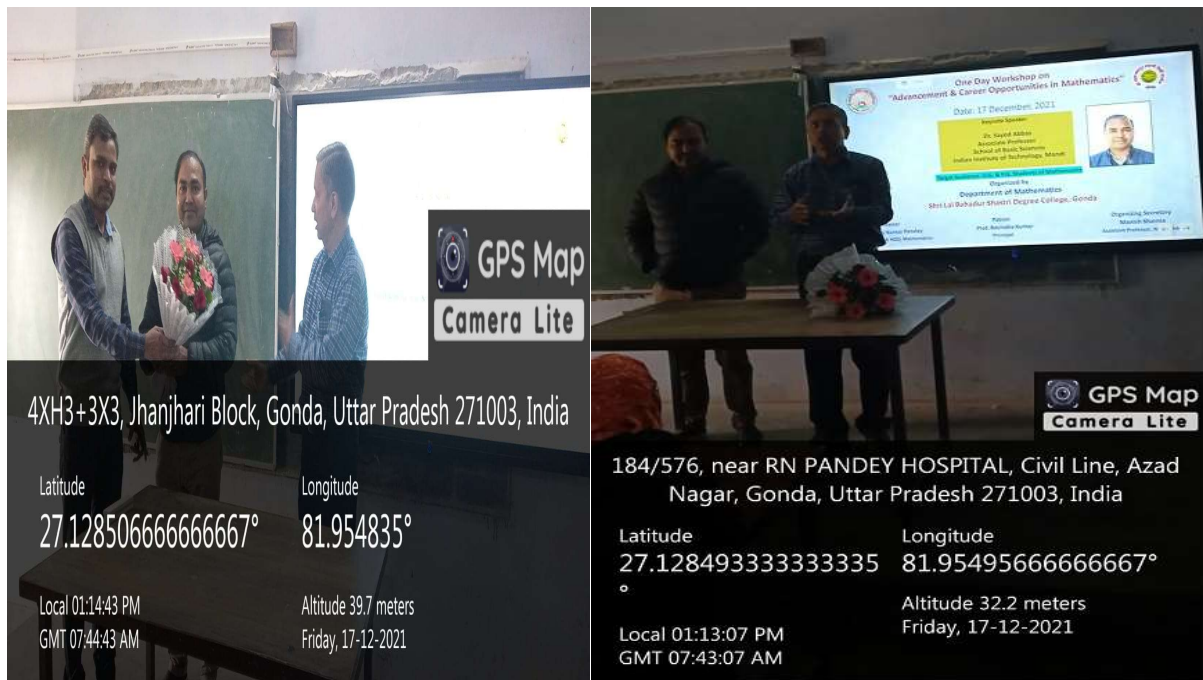 GPS Map
Camera Lite
4XH3+3X3, Jhanjhari Block, Gonda, Uttar Pradesh 271003, India
Latitude
27.128506666666667°
Longitude
81.954835°
Local 01:14:43 PM
GMT 07:44:43 AM
Altitude 39.7 meters
Friday, 17-12-2021
One Day Workshop on
"Advancement & Career Opportunities in Mathematics"
Date: 17 December, 2021
Keynote Speaker
Dr. Sayed Abbas
Associate Professor
School of Basic Sciences
Indian Institute of Technology, Mandi
Organized by
Department of Mathematics
Shri Lal Bahadur Shastri Degree College, Gonda
Patron
Principal
Organizing Secretary
Assistant Professor,
GPS Map
Camera Lite
184/576, near RN PANDEY HOSPITAL, Civil Line, Azad
Nagar, Gonda, Uttar Pradesh 271003, India
Latitude
27.128493333333335
°
Longitude
81.95495666666667°
Local 01:13:07 PM
GMT 07:43:07 AM
Altitude 32.2 meters
Friday, 17-12-2021